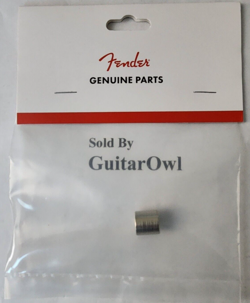 Fender
GENUINE PARTS
Sold By
GuitarOwl